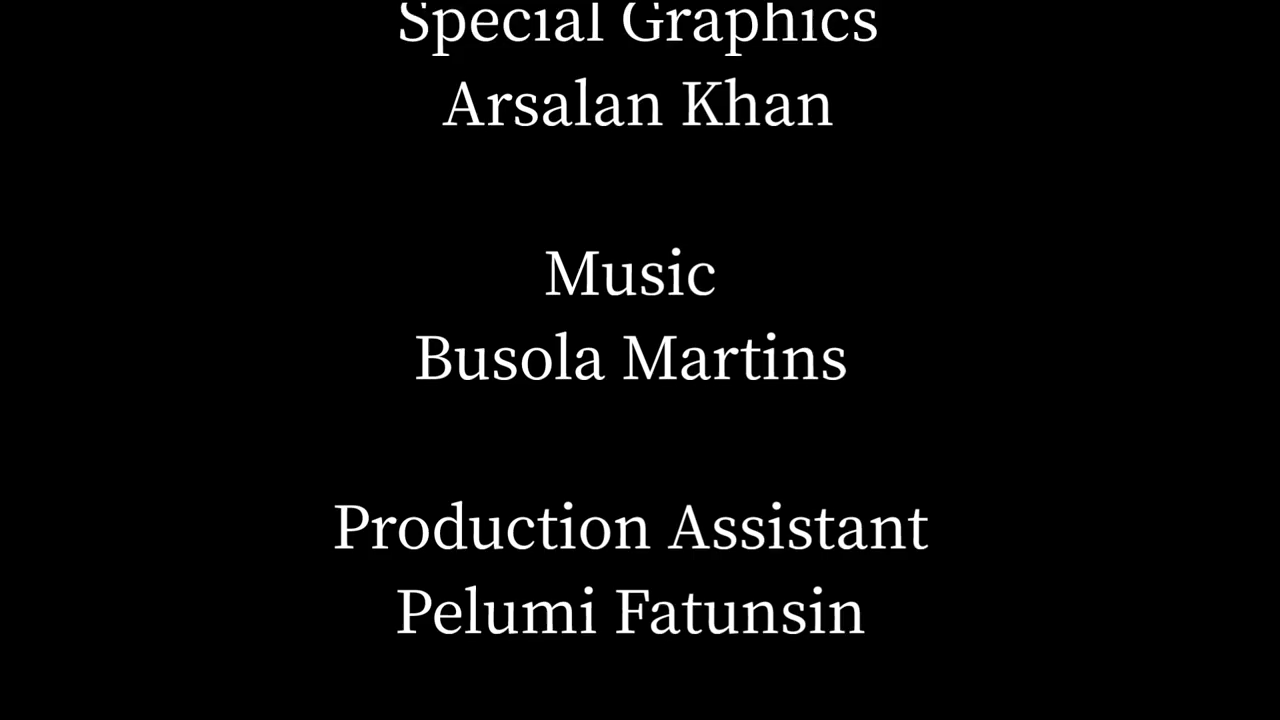 Special Graphics
Arsalan Khan
Music
Busola Martins
Production Assistant
Pelumi Fatunsin